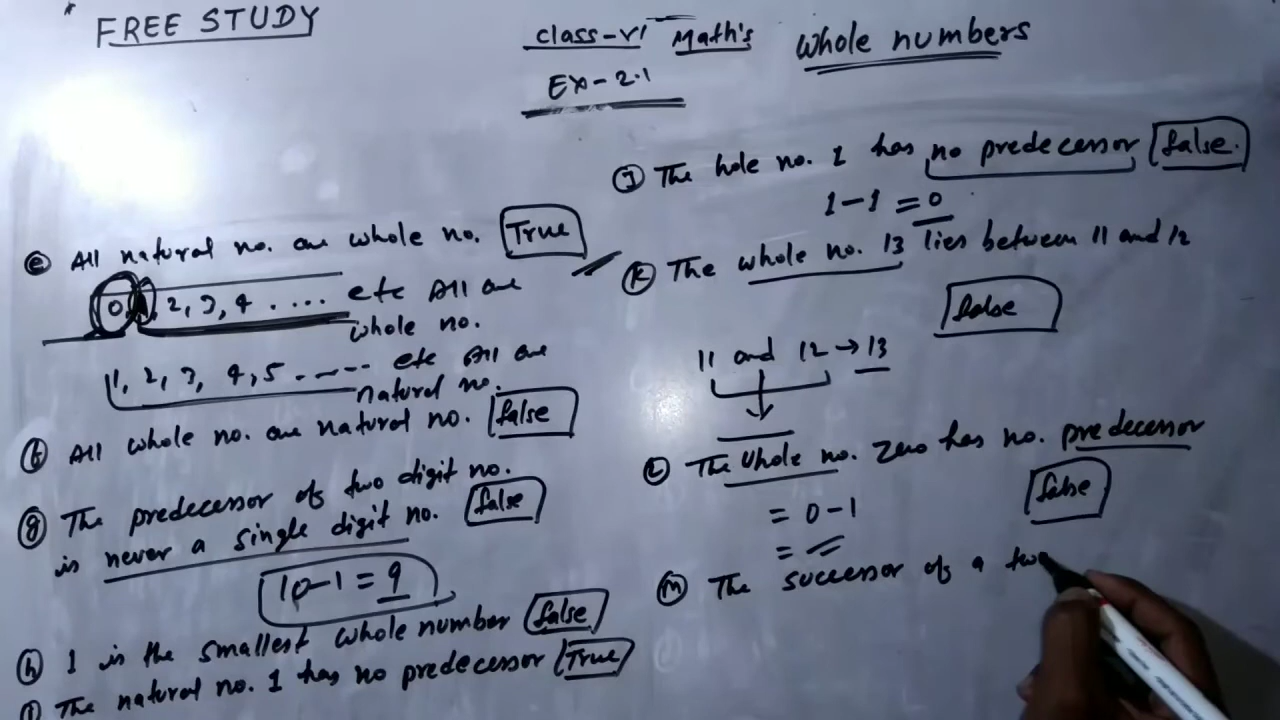 * FREE STUDY
class-VI Math's Whole numbers
Ex-2.1
(e) All natural no. are whole no. True
0, 1, 2, 3, 4 ..... etc All are
whole no.
1, 2, 3, 4, 5 ...... etc All are
natural no.
(f) All whole no. are natural no. false
(g) The predecessor of two digit no.
is never a single digit no. false
10-1 = 9
(h) 1 is the smallest whole number false
(i) The natural no. 1 has no predecessor True
(j) The hole no. 1 has no predecessor false.
1-1 = 0
(k) The whole no. 13 lies between 11 and 12
false
11 and 12 → 13
(l) The whole no. zero has no. predecessor
false
= 0-1
=
(m) The successor of a two